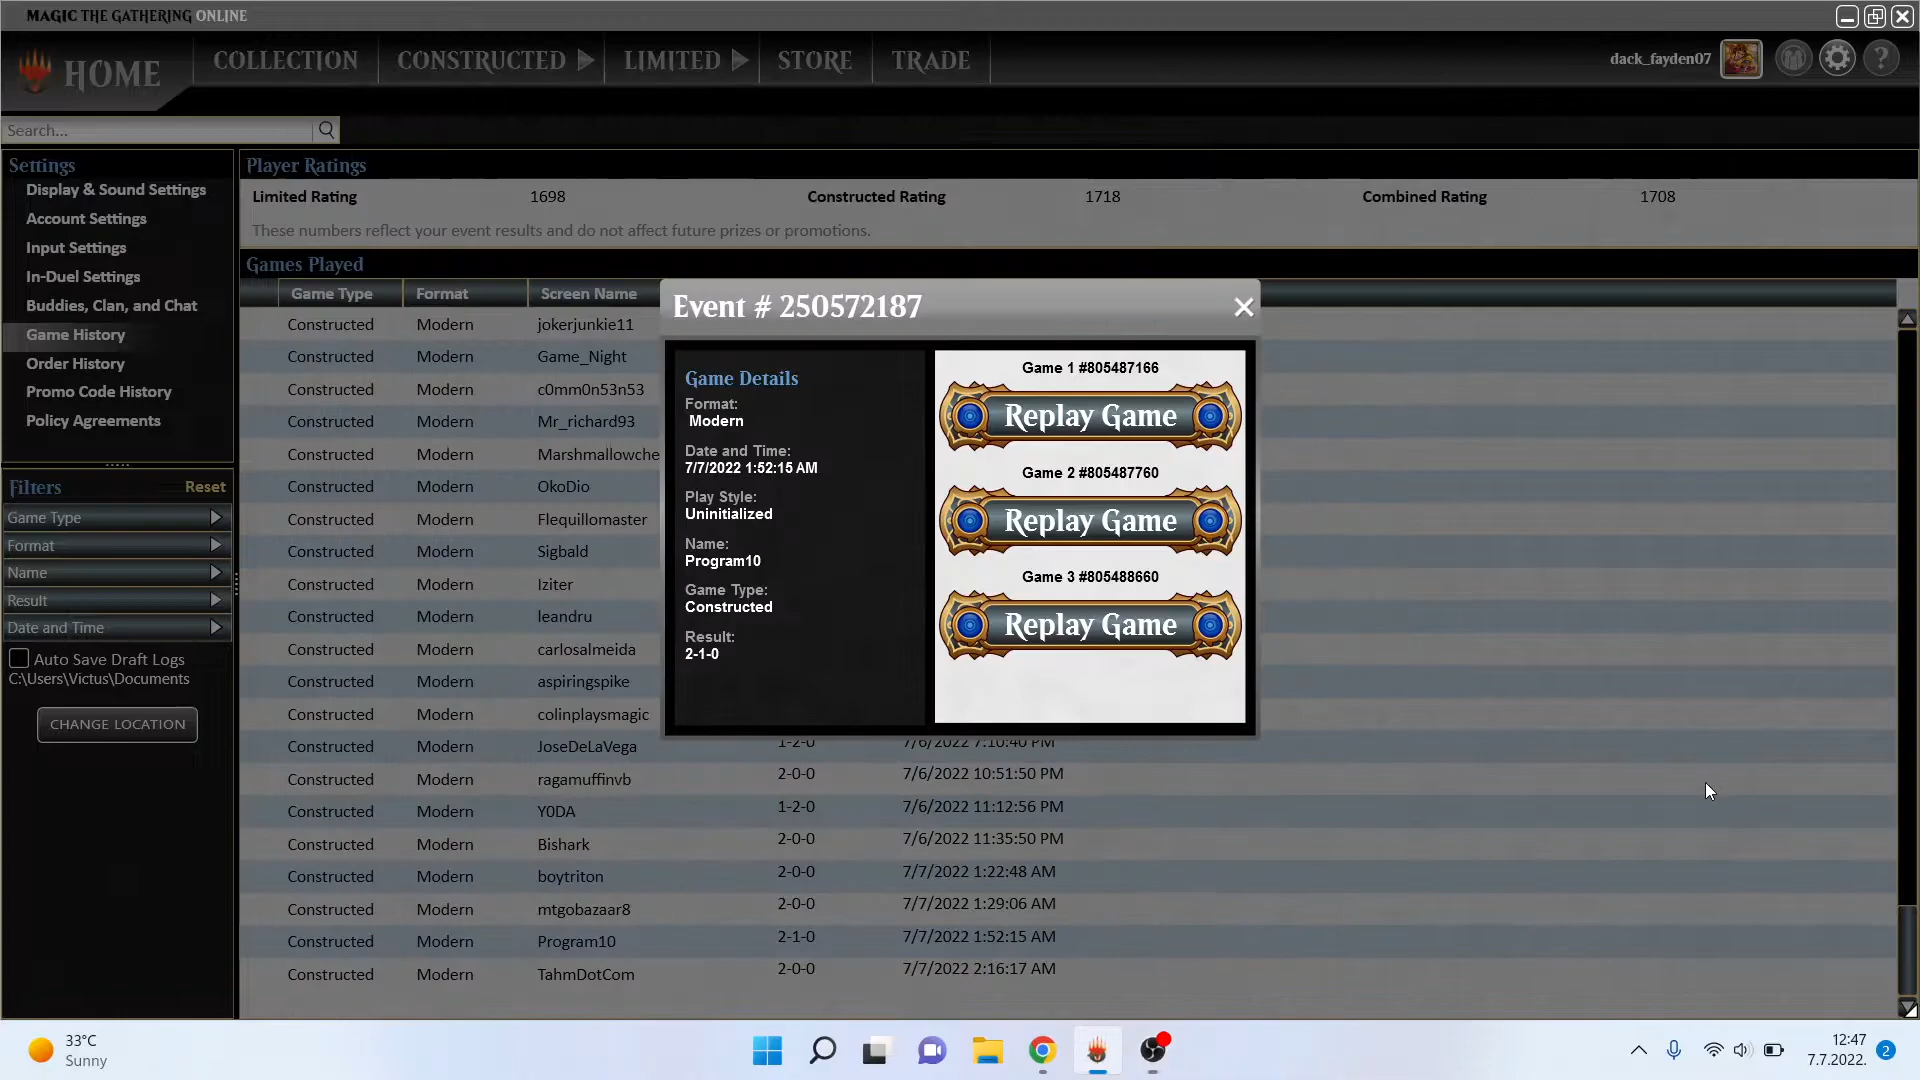 MAGIC THE GATHERING ONLINE
HOME
COLLECTION
CONSTRUCTED
LIMITED
STORE
TRADE
dack_fayden07
?
Search...
Settings
Display & Sound Settings
Account Settings
Input Settings
In-Duel Settings
Buddies, Clan, and Chat
Game History
Order History
Promo Code History
Policy Agreements
Filters Reset
Game Type
Format
Name
Result
Date and Time
Auto Save Draft Logs
C:\Users\Victus\Documents
CHANGE LOCATION
Player Ratings
Limited Rating 1698 Constructed Rating 1718 Combined Rating 1708
These numbers reflect your event results and do not affect future prizes or promotions.
Games Played
Game Type Format Screen Name
Constructed Modern jokerjunkie11
Constructed Modern Game_Night
Constructed Modern c0mm0n53n53
Constructed Modern Mr_richard93
Constructed Modern Marshmallowche
Constructed Modern OkoDio
Constructed Modern Flequillomaster
Constructed Modern Sigbald
Constructed Modern Iziter
Constructed Modern leandru
Constructed Modern carlosalmeida
Constructed Modern aspiringspike
Constructed Modern colinplaysmagic
Constructed Modern JoseDeLaVega 1-2-0 7/6/2022 7:10:40 PM
Constructed Modern ragamuffinvb 2-0-0 7/6/2022 10:51:50 PM
Constructed Modern Y0DA 1-2-0 7/6/2022 11:12:56 PM
Constructed Modern Bishark 2-0-0 7/6/2022 11:35:50 PM
Constructed Modern boytriton 2-0-0 7/7/2022 1:22:48 AM
Constructed Modern mtgobazaar8 2-0-0 7/7/2022 1:29:06 AM
Constructed Modern Program10 2-1-0 7/7/2022 1:52:15 AM
Constructed Modern TahmDotCom 2-0-0 7/7/2022 2:16:17 AM
Event # 250572187
Game Details
Format:
Modern
Date and Time:
7/7/2022 1:52:15 AM
Play Style:
Uninitialized
Name:
Program10
Game Type:
Constructed
Result:
2-1-0
Game 1 #805487166
Replay Game
Game 2 #805487760
Replay Game
Game 3 #805488660
Replay Game
33°C
Sunny
12:47
7.7.2022.
2